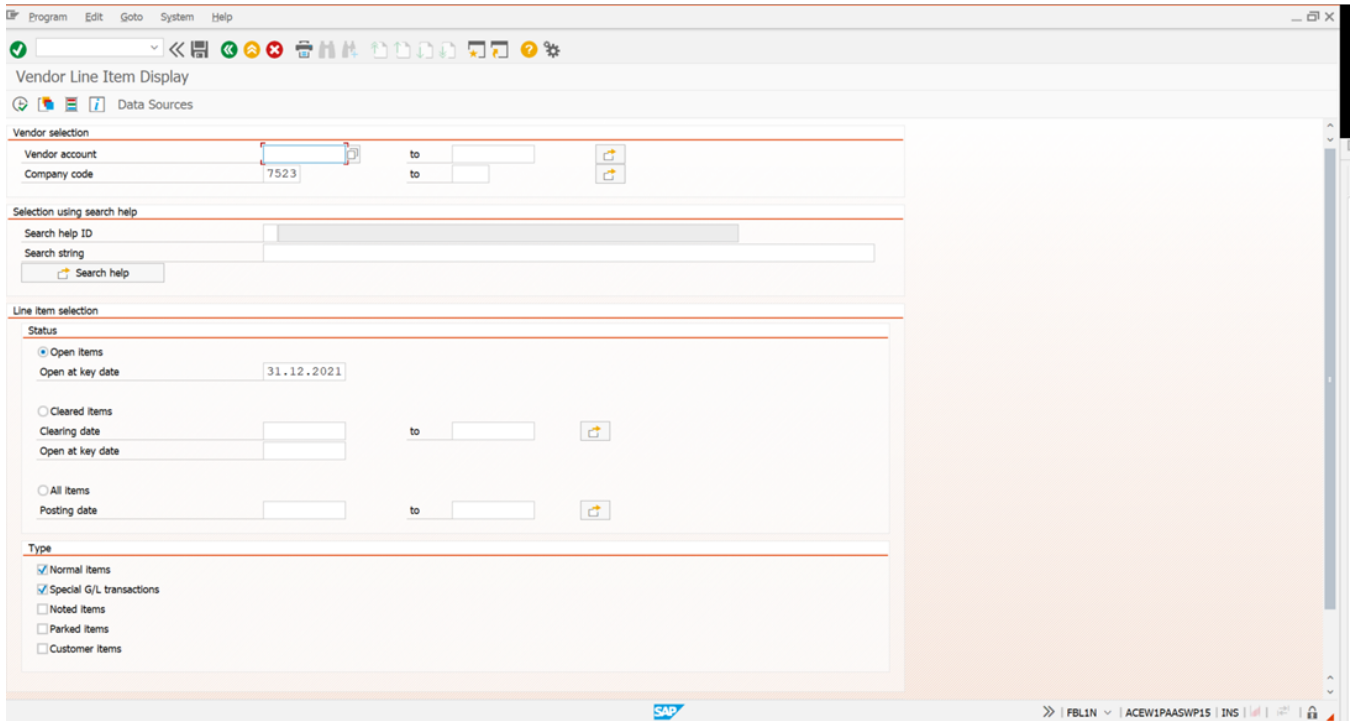 Program Edit Goto System Help
Vendor Line Item Display
Data Sources
Vendor selection
Vendor account to
Company code 7523 to
Selection using search help
Search help ID
Search string
Search help
Line item selection
Status
Open items
Open at key date 31.12.2021
Cleared items
Clearing date to
Open at key date
All items
Posting date to
Type
Normal items
Special G/L transactions
Noted items
Parked items
Customer items
SAP FBL1N ACEW1PAASWP15 INS